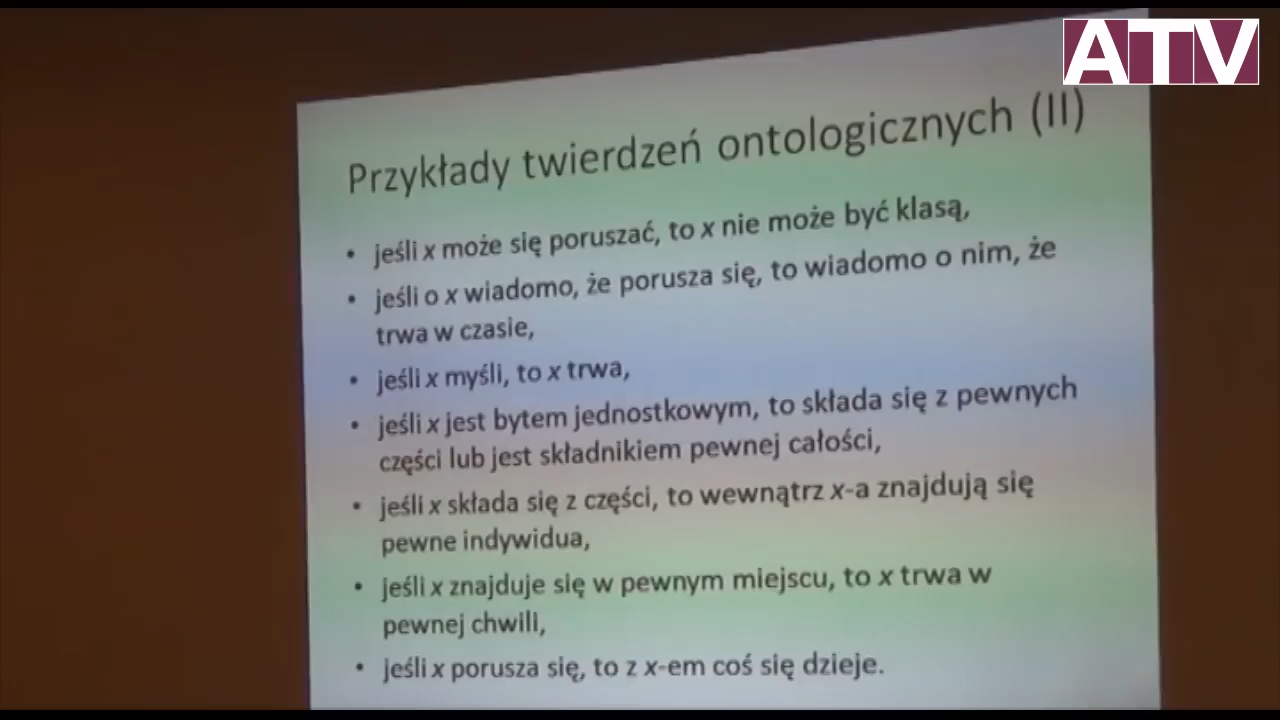 ATV
Przykłady twierdzeń ontologicznych (II)
• jeśli x może się poruszać, to x nie może być klasą,
• jeśli o x wiadomo, że porusza się, to wiadomo o nim, że
trwa w czasie,
• jeśli x myśli, to x trwa,
• jeśli x jest bytem jednostkowym, to składa się z pewnych
części lub jest składnikiem pewnej całości,
• jeśli x składa się z części, to wewnątrz x-a znajdują się
pewne indywidua,
• jeśli x znajduje się w pewnym miejscu, to x trwa w
pewnej chwili,
• jeśli x porusza się, to z x-em coś się dzieje.